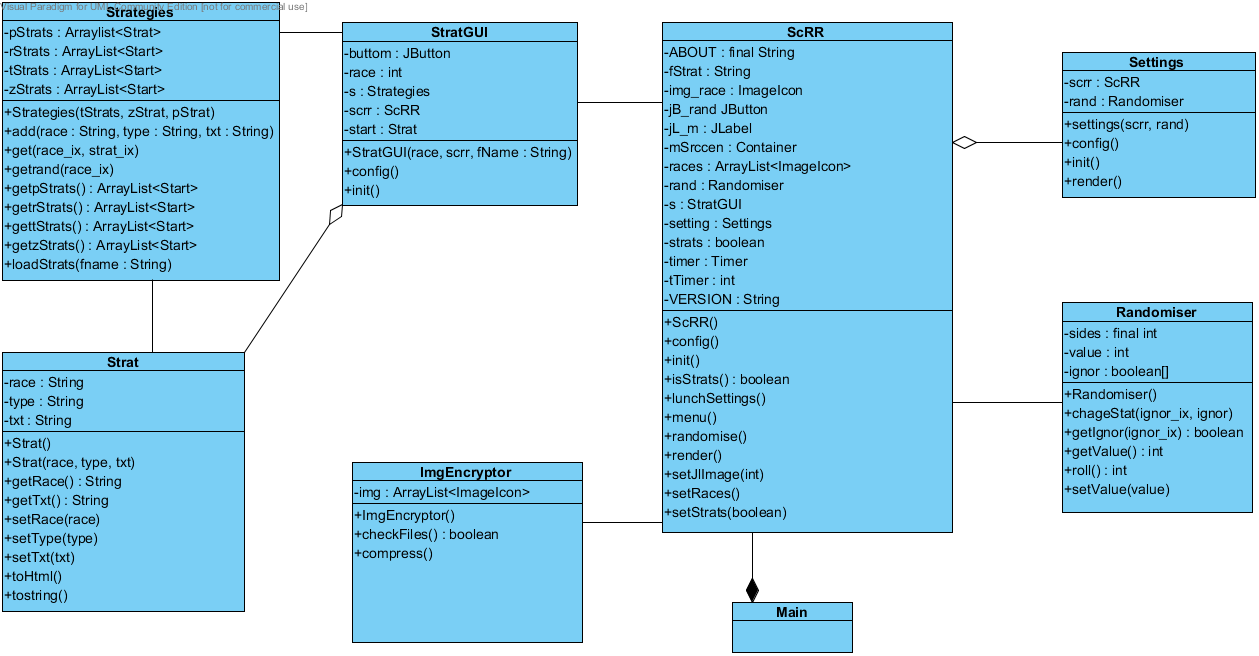 Visual Paradigm for UML Community Edition [not for commercial use]
Strategies
-pStrats : Arraylist<Strat>
-rStrats : ArrayList<Start>
-tStrats : ArrayList<Start>
-zStrats : ArrayList<Start>
+Strategies(tStrats, zStrat, pStrat)
+add(race : String, type : String, txt : String)
+get(race_ix, strat_ix)
+getrand(race_ix)
+getpStrats() : ArrayList<Start>
+getrStrats() : ArrayList<Start>
+gettStrats() : ArrayList<Start>
+getzStrats() : ArrayList<Start>
+loadStrats(fname : String)
StratGUI
-buttom : JButton
-race : int
-s : Strategies
-scrr : ScRR
-start : Strat
+StratGUI(race, scrr, fName : String)
+config()
+init()
ScRR
-ABOUT : final String
-fStrat : String
-img_race : ImageIcon
-jB_rand JButton
-jL_m : JLabel
-mSrccen : Container
-races : ArrayList<ImageIcon>
-rand : Randomiser
-s : StratGUI
-setting : Settings
-strats : boolean
-timer : Timer
-tTimer : int
-VERSION : String
+ScRR()
+config()
+init()
+isStrats() : boolean
+lunchSettings()
+menu()
+randomise()
+render()
+setJlImage(int)
+setRaces()
+setStrats(boolean)
Settings
-scrr : ScRR
-rand : Randomiser
+settings(scrr, rand)
+config()
+init()
+render()
Randomiser
-sides : final int
-value : int
-ignor : boolean[]
+Randomiser()
+chageStat(ignor_ix, ignor)
+getIgnor(ignor_ix) : boolean
+getValue() : int
+roll() : int
+setValue(value)
Strat
-race : String
-type : String
-txt : String
+Strat()
+Strat(race, type, txt)
+getRace() : String
+getTxt() : String
+setRace(race)
+setType(type)
+setTxt(txt)
+toHtml()
+tostring()
ImgEncryptor
-img : ArrayList<ImageIcon>
+ImgEncryptor()
+checkFiles() : boolean
+compress()
Main